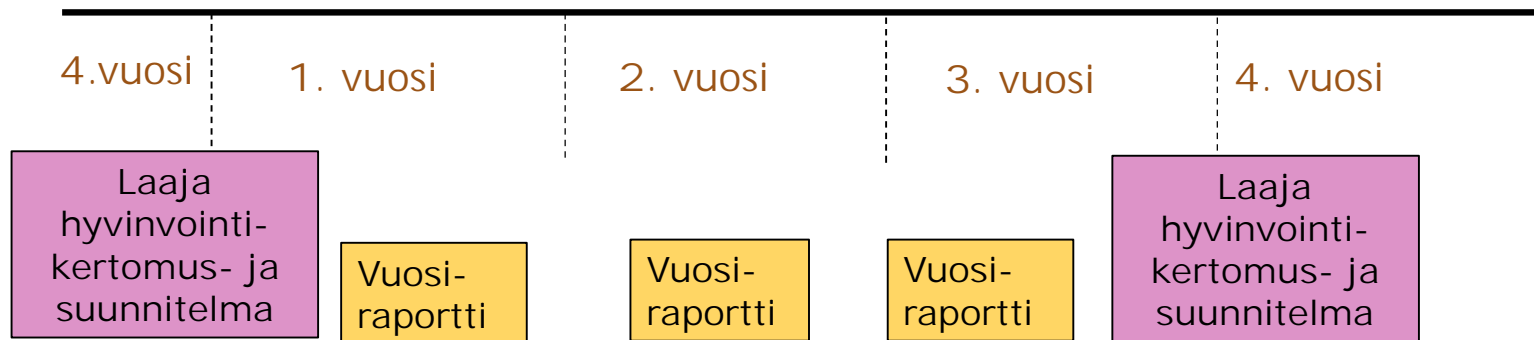 4.vuosi
1. vuosi
2. vuosi
3. vuosi
4. vuosi
Laaja
hyvinvointi-
kertomus- ja
suunnitelma
Vuosi-
raportti
Vuosi-
raportti
Vuosi-
raportti
Laaja
hyvinvointi-
kertomus- ja
suunnitelma